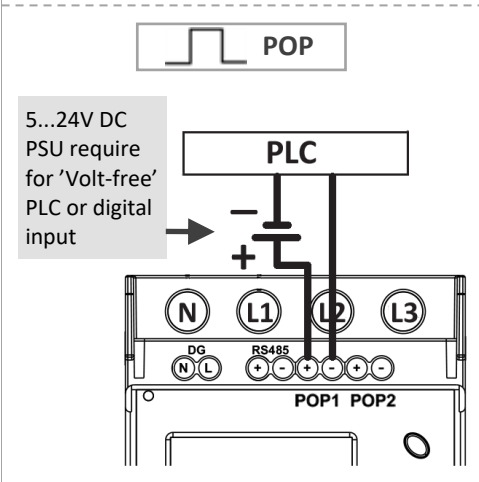 POP
5...24V DC
PSU require
for ’Volt-free’
PLC or digital
input
PLC
−
+
N L1 L2 L3
DG RS485
N L + - + - + -
POP1 POP2